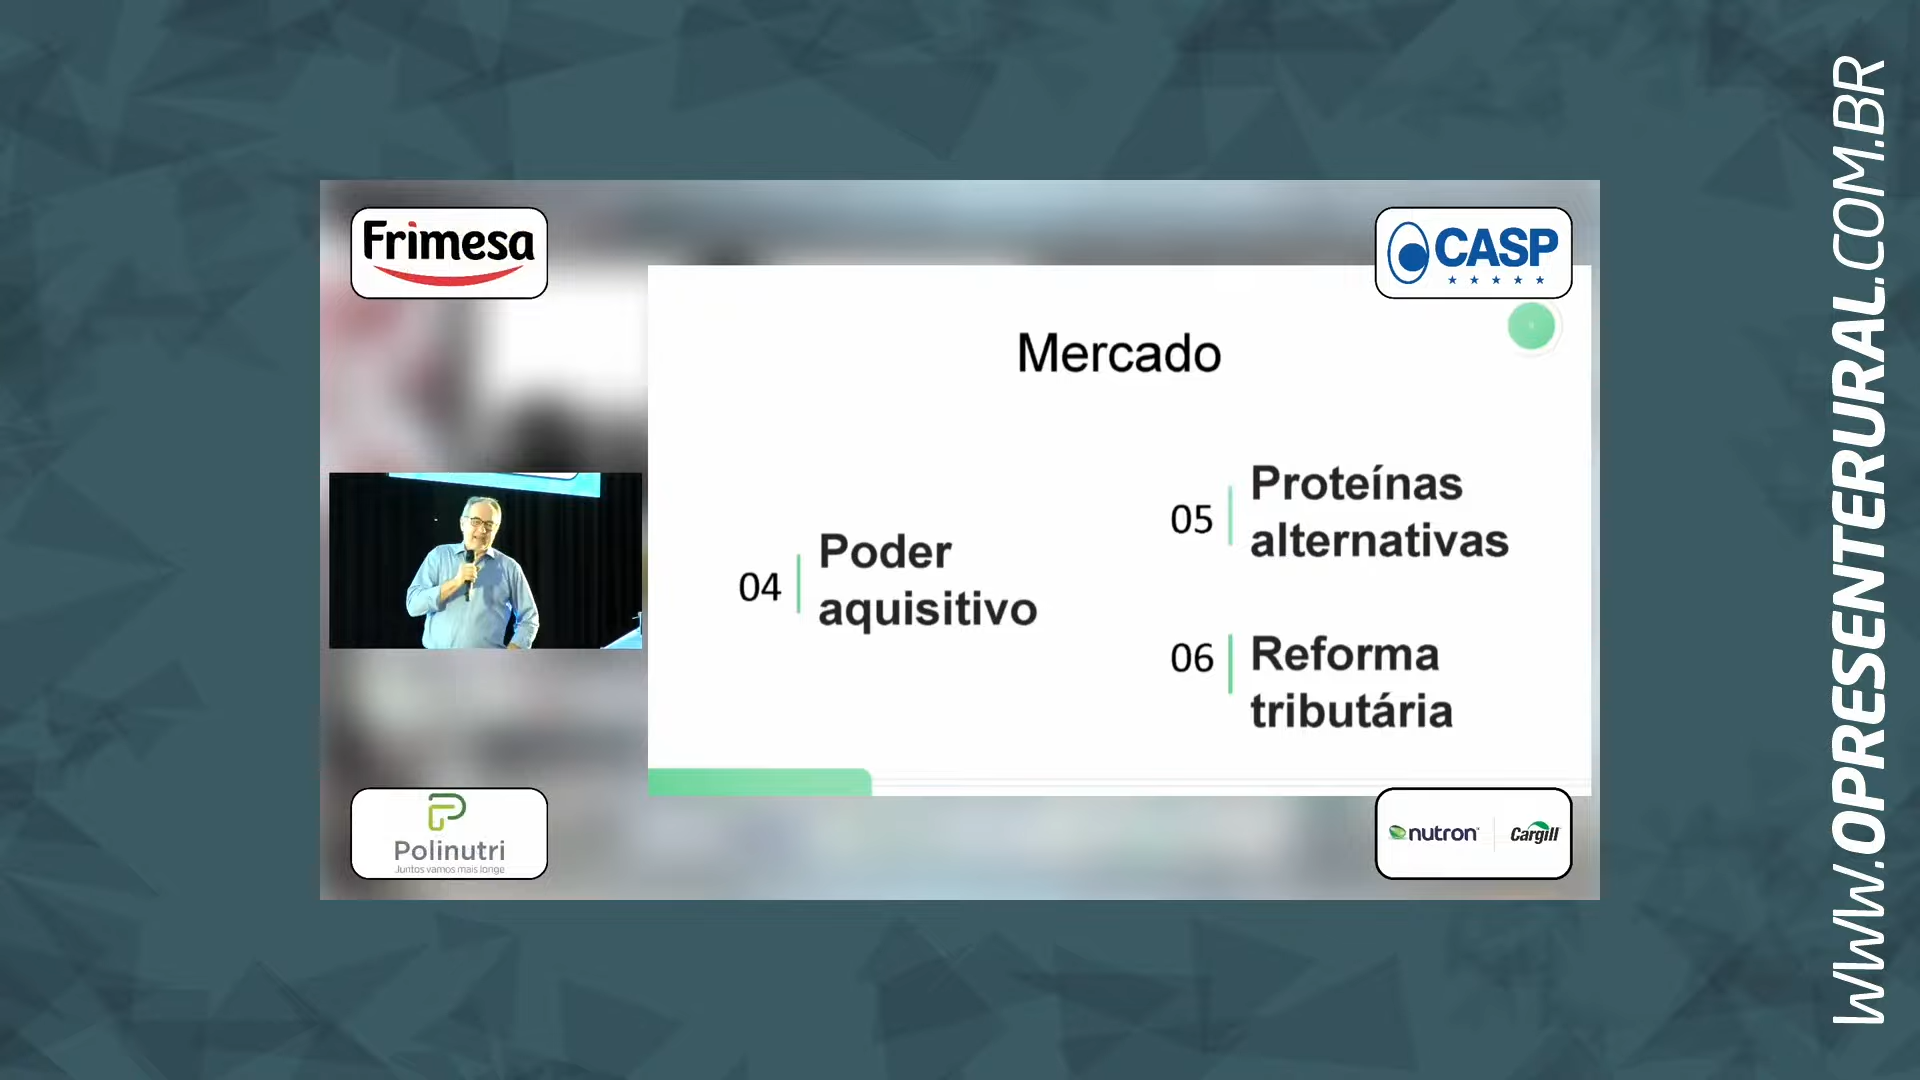 Frimesa
CASP
Mercado
04
Poder
aquisitivo
05
Proteínas
alternativas
06
Reforma
tributária
Polinutri
Juntos vamos mais longe
nutron
Cargill
WWW.OPRESENTERURAL.COM.BR